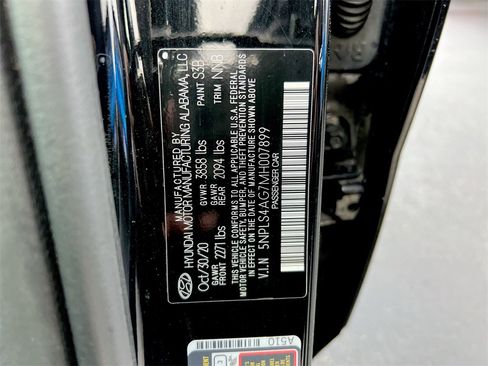 MANUFACTURED BY
HYUNDAI MOTOR MANUFACTURING ALABAMA, LLC
Oct/30/20 GVWR 3858 lbs PAINT S3B
GAWR FRONT 2271 lbs GAWR REAR 2094 lbs TRIM NNB
THIS VEHICLE CONFORMS TO ALL APPLICABLE U.S. FEDERAL
MOTOR VEHICLE SAFETY, BUMPER, AND THEFT PREVENTION STANDARDS
IN EFFECT ON THE DATE OF MANUFACTURE SHOWN ABOVE
V.I.N 5NPLS4AG7MH007899
PASSENGER CAR
A510